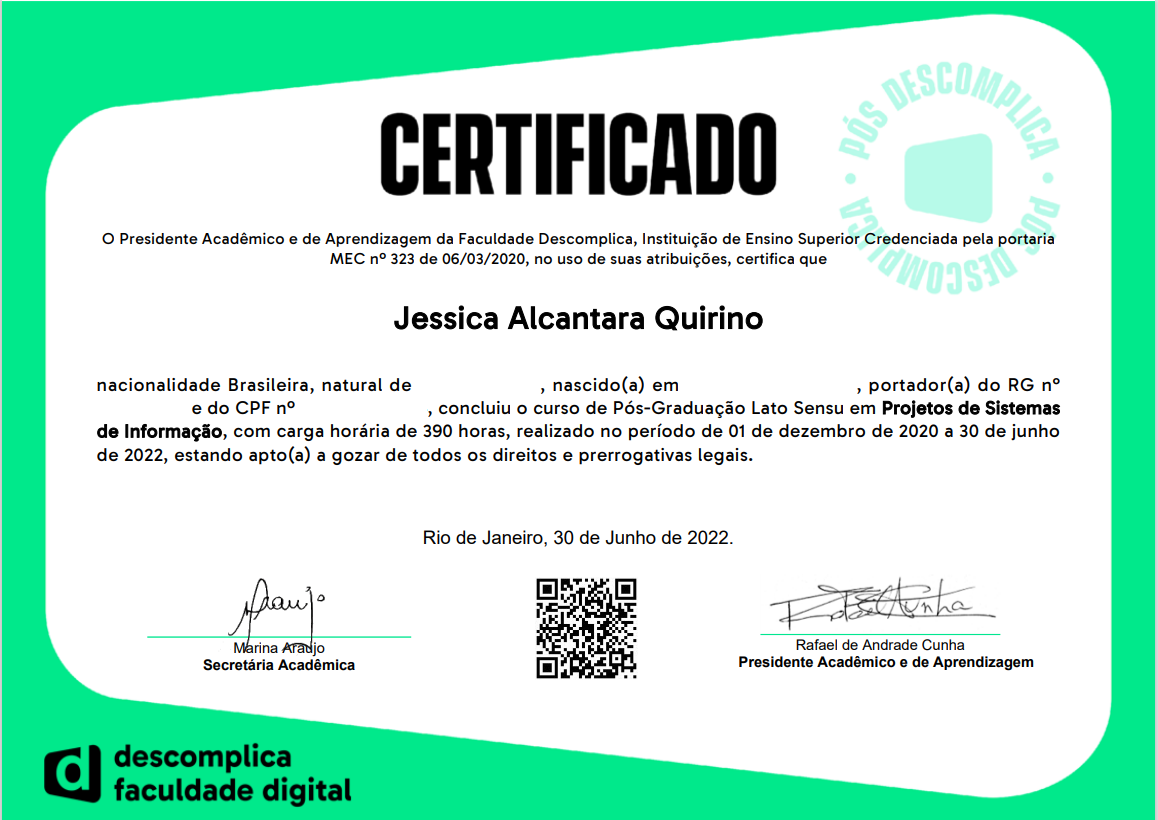 PÓS DESCOMPLICA • PÓS DESCOMPLICA •
CERTIFICADO
O Presidente Acadêmico e de Aprendizagem da Faculdade Descomplica, Instituição de Ensino Superior Credenciada pela portaria
MEC nº 323 de 06/03/2020, no uso de suas atribuições, certifica que
Jessica Alcantara Quirino
nacionalidade Brasileira, natural de , nascido(a) em , portador(a) do RG nº
e do CPF nº , concluiu o curso de Pós-Graduação Lato Sensu em Projetos de Sistemas
de Informação, com carga horária de 390 horas, realizado no período de 01 de dezembro de 2020 a 30 de junho
de 2022, estando apto(a) a gozar de todos os direitos e prerrogativas legais.
Rio de Janeiro, 30 de Junho de 2022.
Araujo
Rafael Cunha
Marina Araújo
Secretária Acadêmica
Rafael de Andrade Cunha
Presidente Acadêmico e de Aprendizagem
d descomplica
faculdade digital